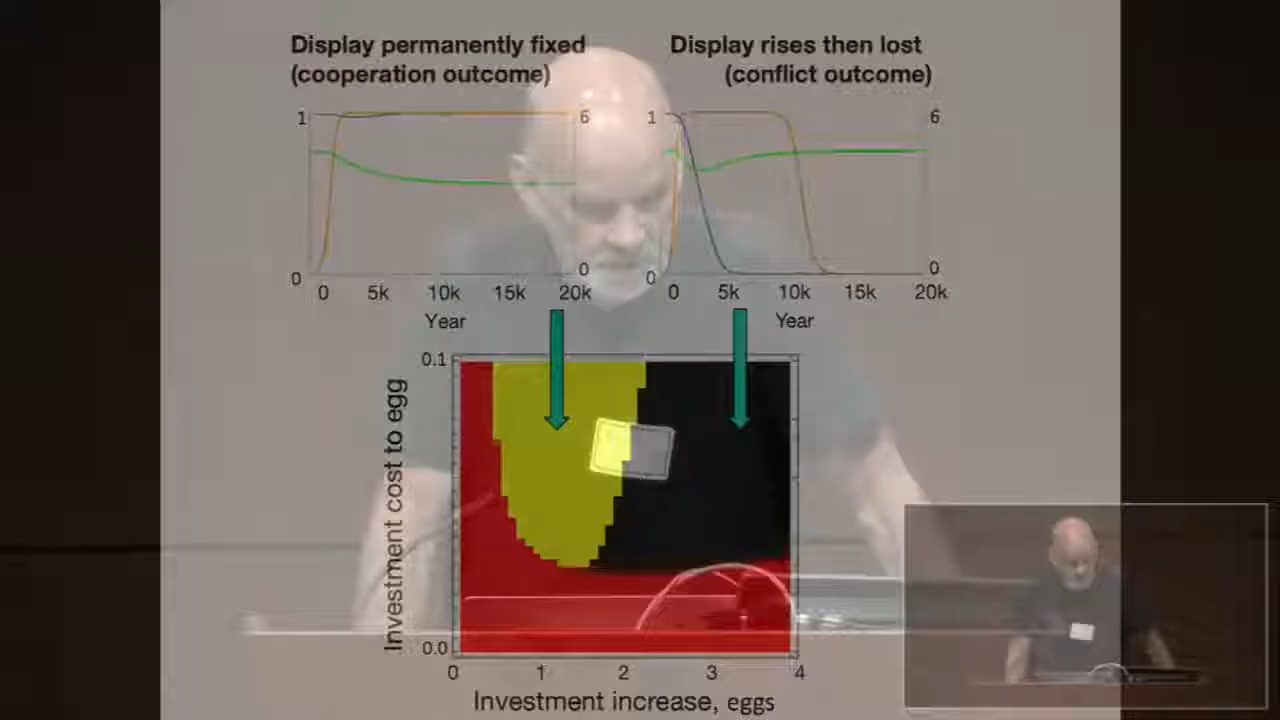 Display permanently fixed
(cooperation outcome)
Display rises then lost
(conflict outcome)
1
6
1
6
0
0
0
0
0
5k
10k
15k
20k
0
5k
10k
15k
20k
Year
Year
0.1
Investment cost to egg
0.0
0
1
2
3
4
Investment increase, eggs